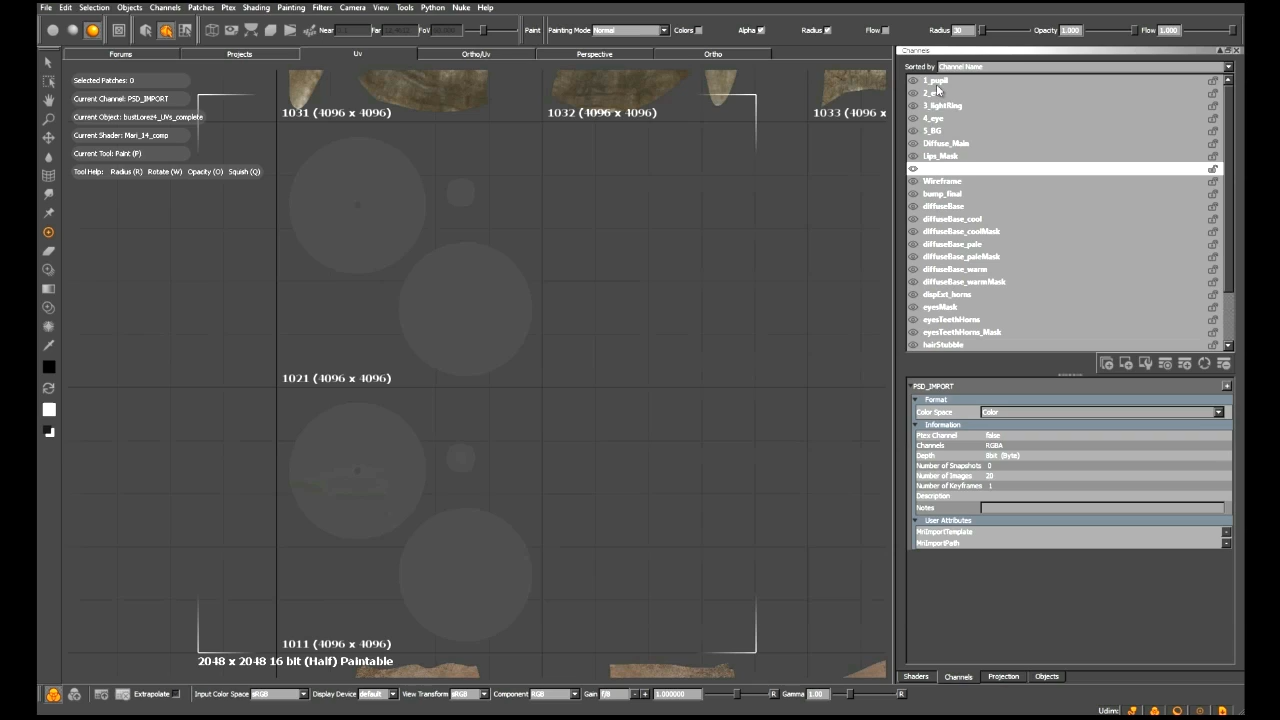 File Edit Selection Objects Channels Patches Ptex Shading Painting Filters Camera View Tools Python Nuke Help
Near Far FoV Paint Painting Mode Normal Colors Alpha Radius Flow Radius 30 Opacity 1.000 Flow 1.000
Forums Projects Uv Ortho/Uv Perspective Ortho
Selected Patches: 0
Current Channel: PSD_IMPORT
Current Object: bustLorez4_UVs_complete
Current Shader: Mari_14_comp
Current Tool: Paint (P)
Tool Help: Radius (R) Rotate (W) Opacity (O) Squish (Q)
1031 (4096 x 4096)
1032 (4096 x 4096)
1033 (4096 x
1021 (4096 x 4096)
1011 (4096 x 4096)
2048 x 2048 16 bit (Half) Paintable
Channels
Sorted by Channel Name
1_pupil
3_lightRing
4_eye
5_BG
Diffuse_Main
Lips_Mask
Wireframe
bump_final
diffuseBase
diffuseBase_cool
diffuseBase_coolMask
diffuseBase_pale
diffuseBase_paleMask
diffuseBase_warm
diffuseBase_warmMask
dispExt_horns
eyesMask
eyesTeethHorns
eyesTeethHorns_Mask
hairStubble
PSD_IMPORT
Format
Color Space Color
Information
Ptex Channel false
Channels RGBA
Depth 8bit (Byte)
Number of Snapshots 0
Number of Images 20
Number of Keyframes 1
Description
Notes
User Attributes
MriImportTemplate
MriImportPath
Shaders Channels Projection Objects
Extrapolate Input Color Space sRGB Display Device default View Transform sRGB Component RGB Gain f/8 1.000000 R Gamma 1.00 R
Udim: